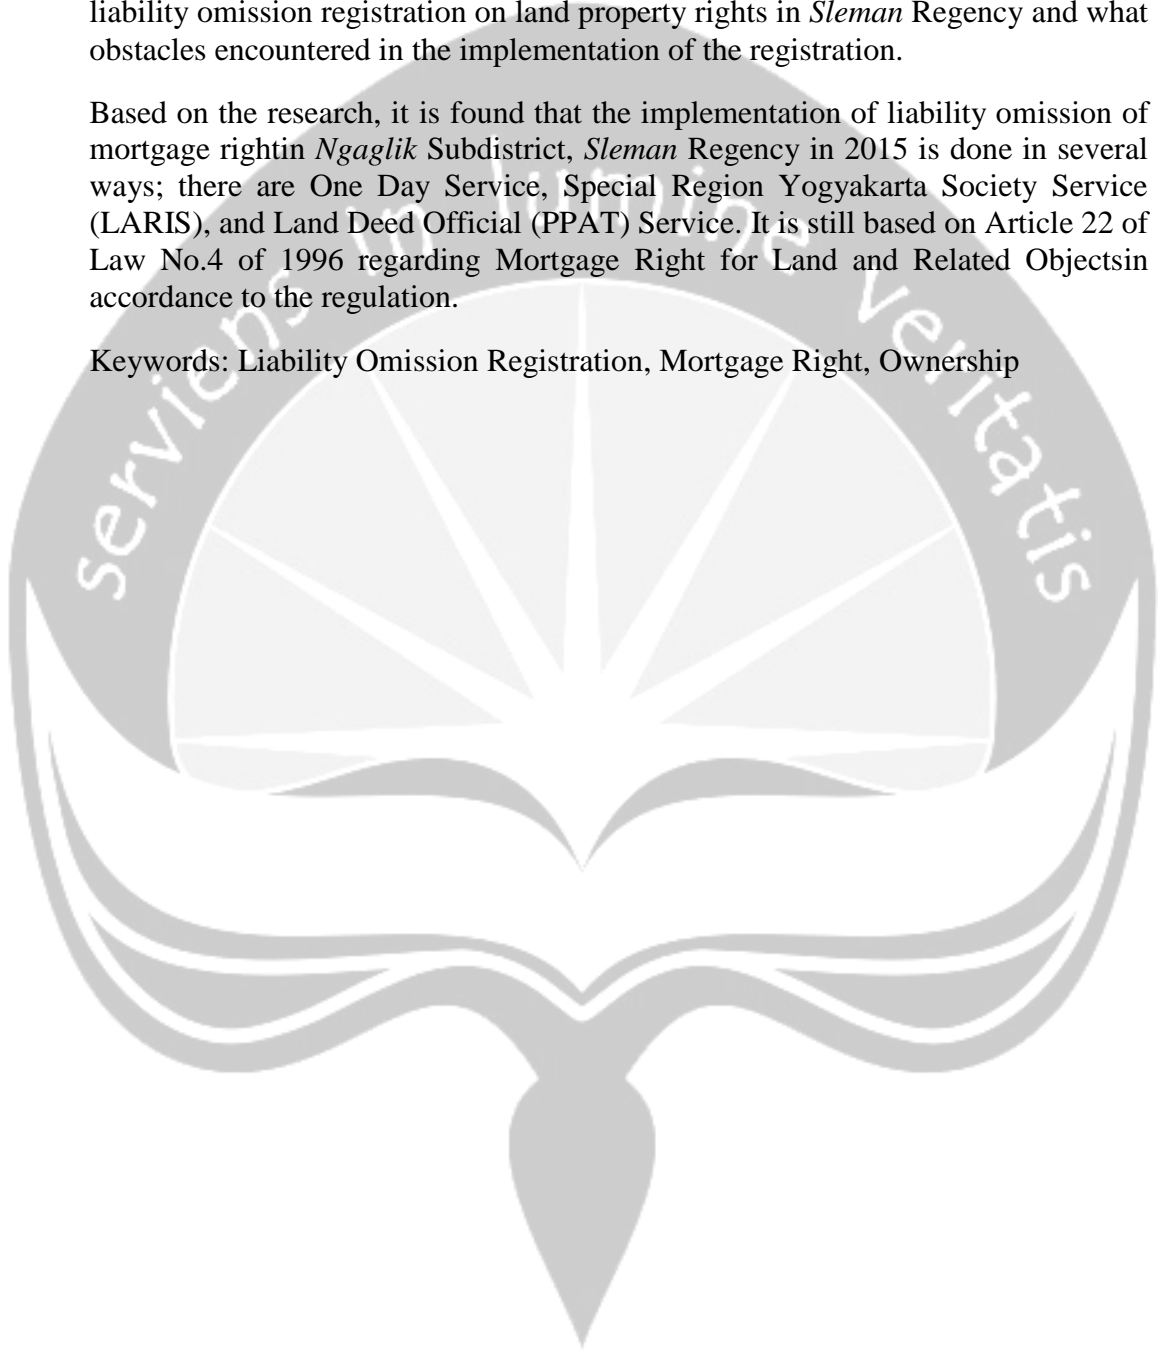 liability omission registration on land property rights in Sleman Regency and what
obstacles encountered in the implementation of the registration.
Based on the research, it is found that the implementation of liability omission of
mortgage rightin Ngaglik Subdistrict, Sleman Regency in 2015 is done in several
ways; there are One Day Service, Special Region Yogyakarta Society Service
(LARIS), and Land Deed Official (PPAT) Service. It is still based on Article 22 of
Law No.4 of 1996 regarding Mortgage Right for Land and Related Objectsin
accordance to the regulation.
Keywords: Liability Omission Registration, Mortgage Right, Ownership
serviens in lumine veritatis